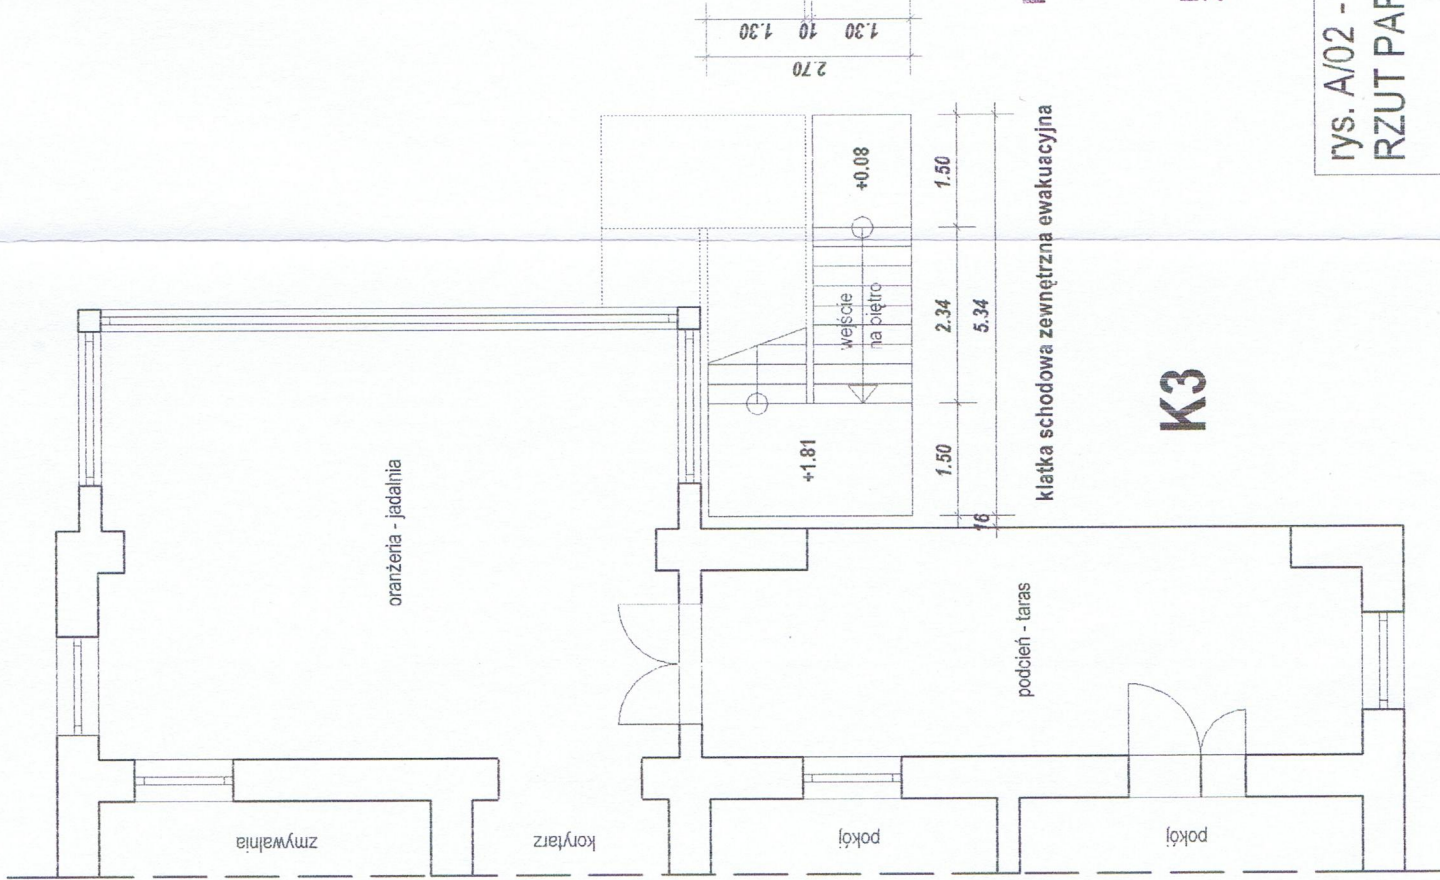 1.30
10
1.30
2.70
rys. A/02 -
RZUT PAR
+0.08
1.50
wejście
na piętro
2.34
5.34
klatka schodowa zewnętrzna ewakuacyjna
oranżeria - jadalnia
+1.81
1.50
K3
16
podcień - taras
zmywalnia
korytarz
pokój
pokój